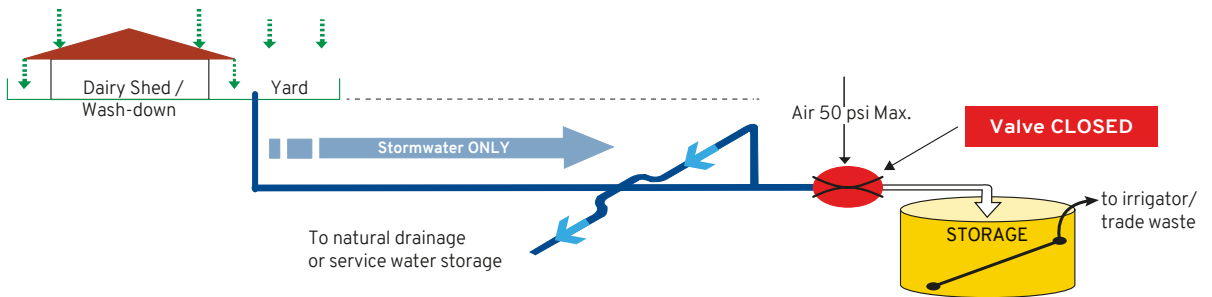 Dairy Shed /
Wash-down
Yard
Air 50 psi Max.
Valve CLOSED
Stormwater ONLY
to irrigator/
trade waste
STORAGE
To natural drainage
or service water storage